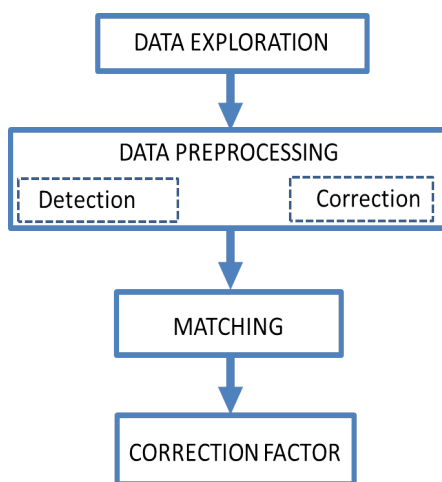 DATA EXPLORATION
DATA PREPROCESSING
Detection
Correction
MATCHING
CORRECTION FACTOR